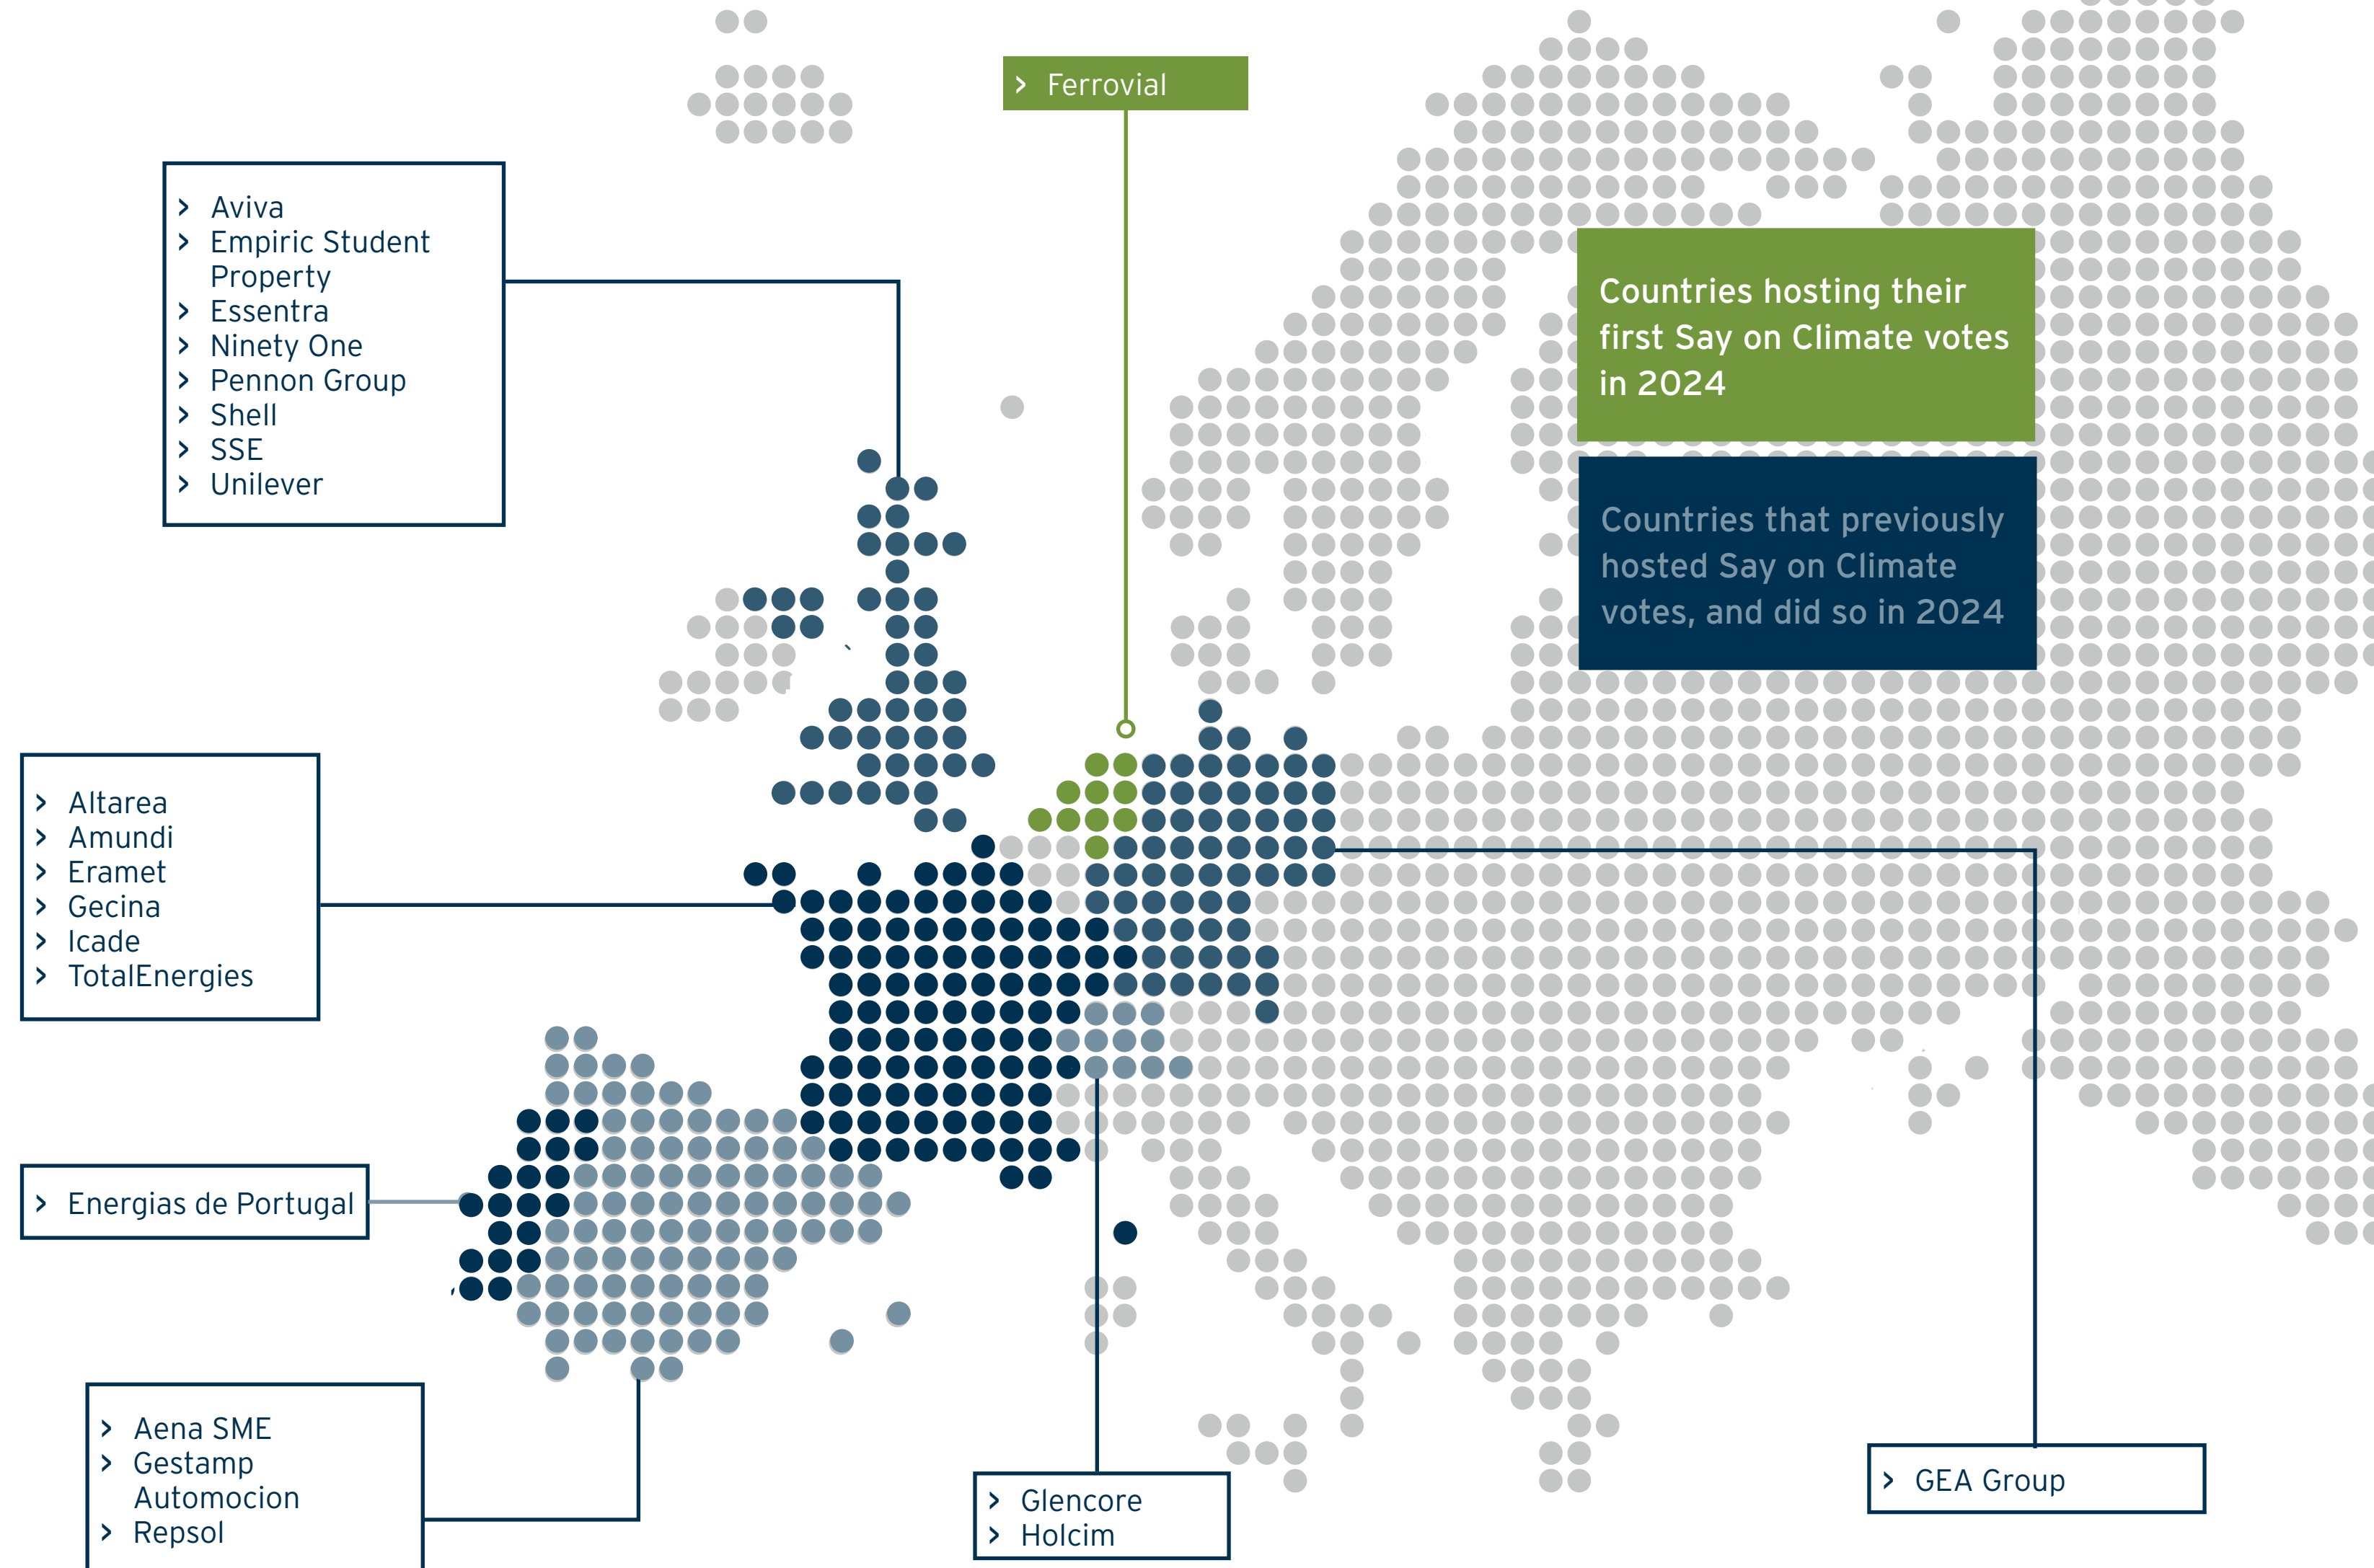 > Ferrovial
> Aviva
> Empiric Student
Property
> Essentra
> Ninety One
> Pennon Group
> Shell
> SSE
> Unilever
Countries hosting their
first Say on Climate votes
in 2024
Countries that previously
hosted Say on Climate
votes, and did so in 2024
> Altarea
> Amundi
> Eramet
> Gecina
> Icade
> TotalEnergies
> Energias de Portugal
> Aena SME
> Gestamp
Automocion
> Repsol
> Glencore
> Holcim
> GEA Group